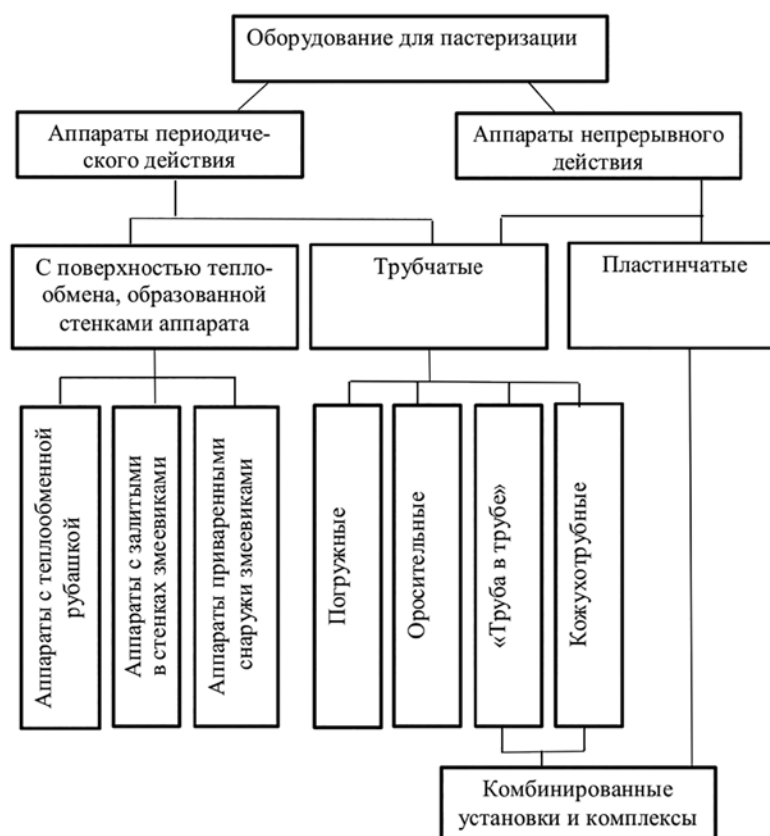 Оборудование для пастеризации
Аппараты периодиче-
ского действия
Аппараты непрерывного
действия
С поверхностью тепло-
обмена, образованной
стенками аппарата
Трубчатые
Пластинчатые
Аппараты с теплообменной
рубашкой
Аппараты с залитыми
в стенках змеевиками
Аппараты приваренными
снаружи змеевиками
Погружные
Оросительные
«Труба в трубе»
Кожухотрубные
Комбинированные
установки и комплексы